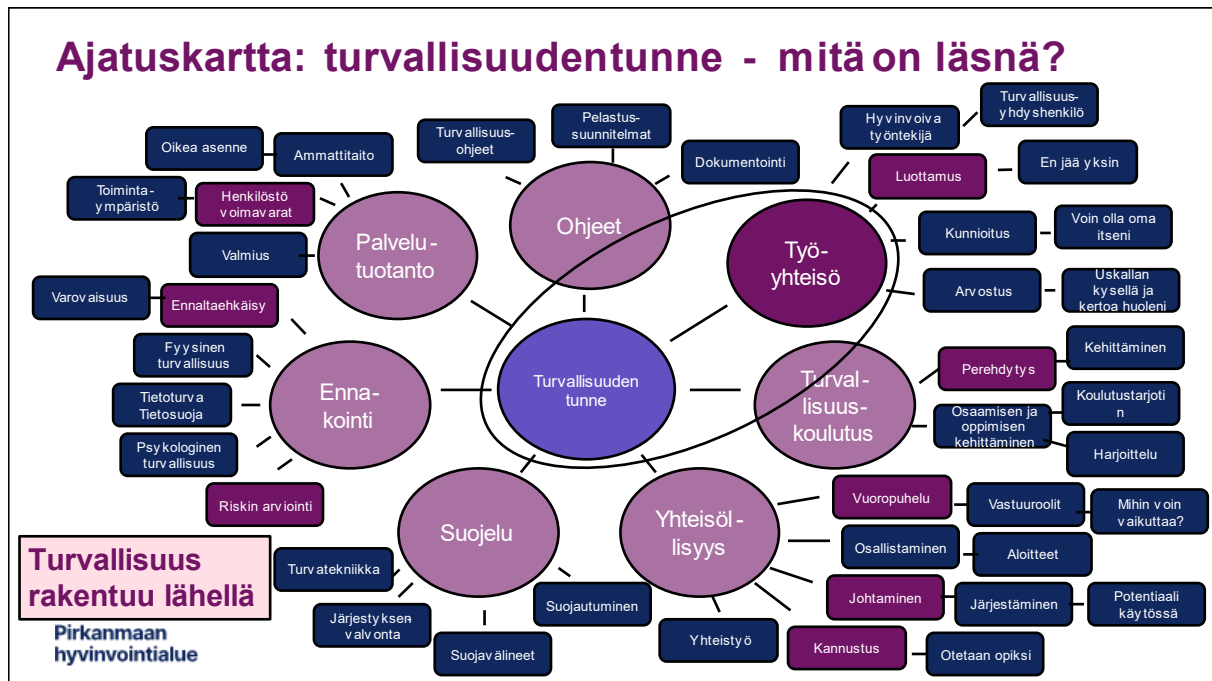 Ajatuskartta: turvallisuudentunne - mitä on läsnä?
Oikea asenne
Ammattitaito
Toiminta-
ympäristö
Henkilöstö
voimavarat
Valmius
Palvelu-
tuotanto
Turvallisuus-
ohjeet
Pelastus-
suunnitelmat
Dokumentointi
Ohjeet
Hyvinvoiva
työntekijä
Turvallisuus-
yhdyshenkilö
Luottamus
En jää yksin
Kunnioitus
Voin olla oma
itseni
Arvostus
Uskallan
kysellä ja
kertoa huoleni
Työ-
yhteisö
Varovaisuus
Ennaltaehkäisy
Fyysinen
turvallisuus
Tietoturva
Tietosuoja
Psykologinen
turvallisuus
Riskin arviointi
Enna-
kointi
Turvallisuuden
tunne
Turval-
lisuus-
koulutus
Perehdytys
Kehittäminen
Osaamisen ja
oppimisen
kehittäminen
Koulutustarjoti
n
Harjoittelu
Suojelu
Turvatekniikka
Järjestyksen
valvonta
Suojavälineet
Suojautuminen
Yhteisöl-
lisyys
Vuoropuhelu
Vastuuroolit
Mihin voin
vaikuttaa?
Osallistaminen
Aloitteet
Johtaminen
Järjestäminen
Potentiaali
käytössä
Yhteistyö
Kannustus
Otetaan opiksi
Turvallisuus
rakentuu lähellä
Pirkanmaan
hyvinvointialue